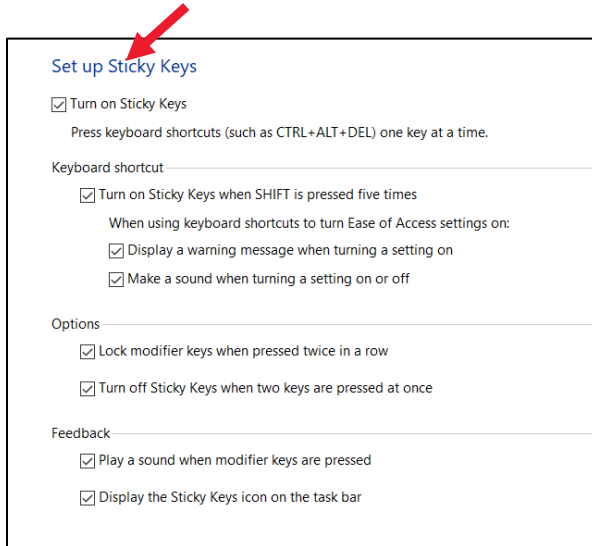 Set up Sticky Keys
Turn on Sticky Keys
Press keyboard shortcuts (such as CTRL+ALT+DEL) one key at a time.
Keyboard shortcut
Turn on Sticky Keys when SHIFT is pressed five times
When using keyboard shortcuts to turn Ease of Access settings on:
Display a warning message when turning a setting on
Make a sound when turning a setting on or off
Options
Lock modifier keys when pressed twice in a row
Turn off Sticky Keys when two keys are pressed at once
Feedback
Play a sound when modifier keys are pressed
Display the Sticky Keys icon on the task bar